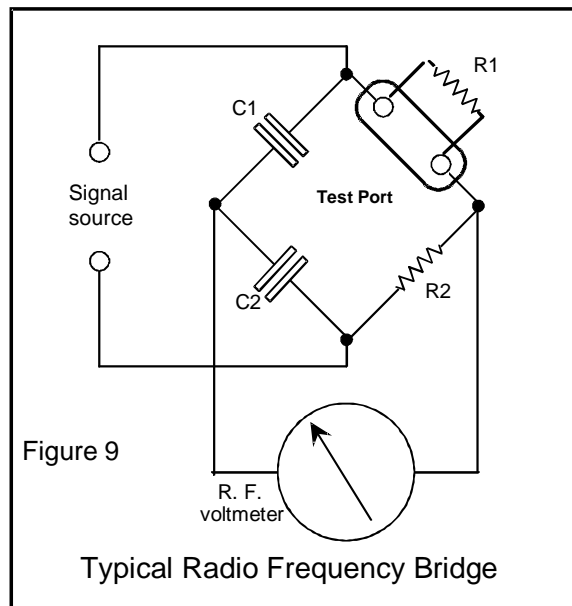 R1
C1
Signal
source
Test Port
C2
R2
Figure 9
R. F.
voltmeter
Typical Radio Frequency Bridge